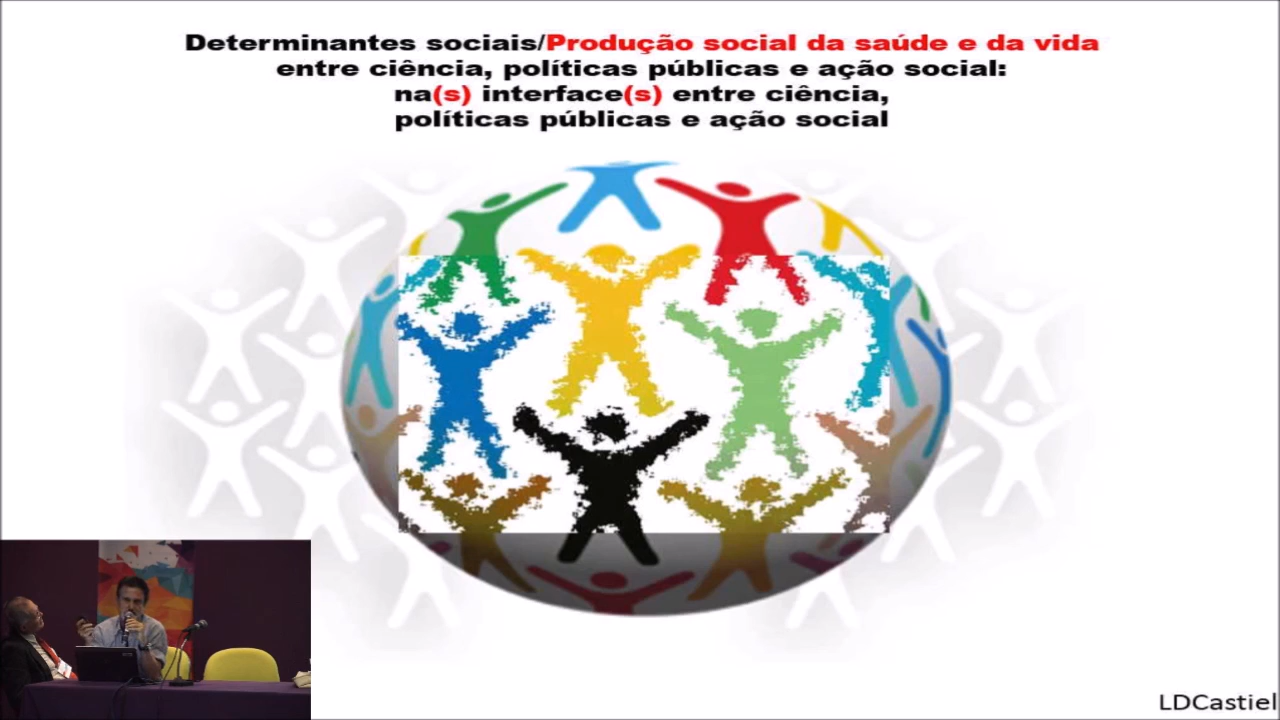 Determinantes sociais/Produção social da saúde e da vida
entre ciência, políticas públicas e ação social:
na(s) interface(s) entre ciência,
políticas públicas e ação social
LDCastiel